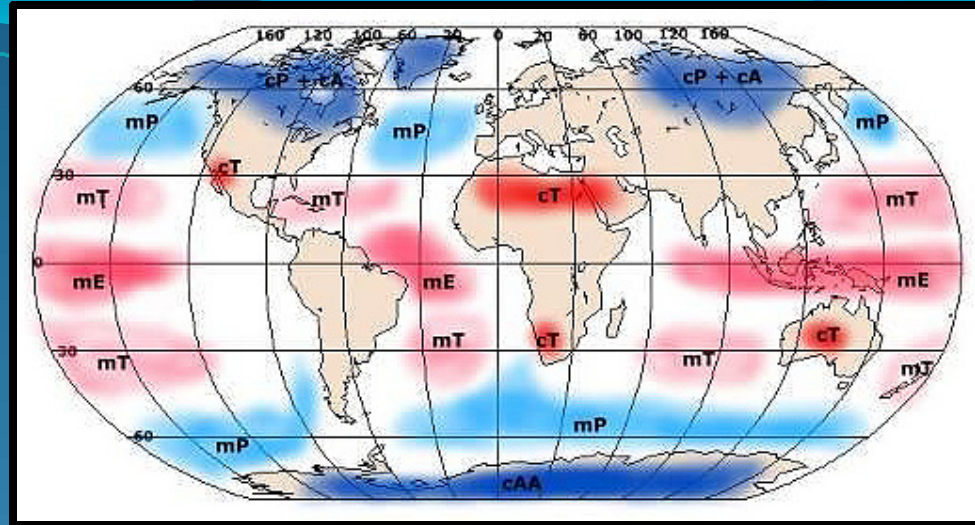 160 120 100 60 20 0 20 60 100 120 160
cP + cA cP + cA
60
mP mP mP
cT
30
mT mT cT mT
0
mE mE mE
cT cT
mT mT mT mT
30
60
mP mP
cAA